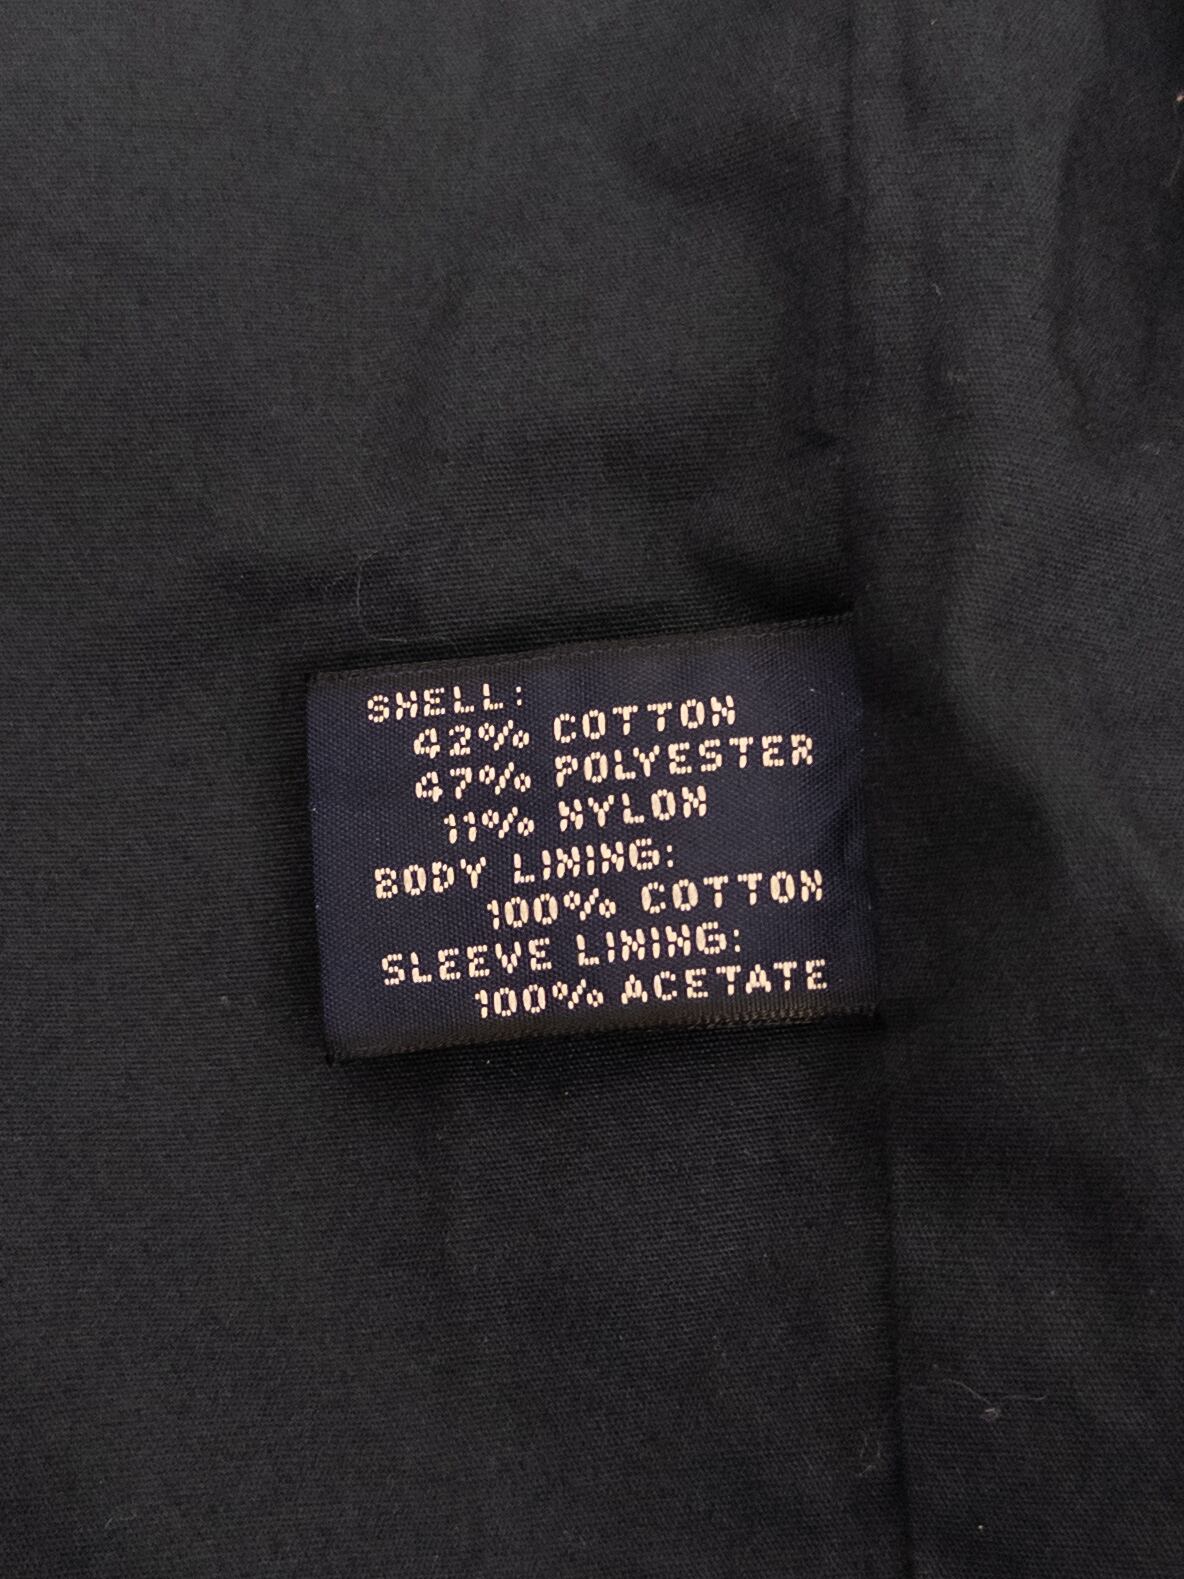 SHELL:
42% COTTON
47% POLYESTER
11% NYLON
BODY LINING:
100% COTTON
SLEEVE LINING:
100% ACETATE